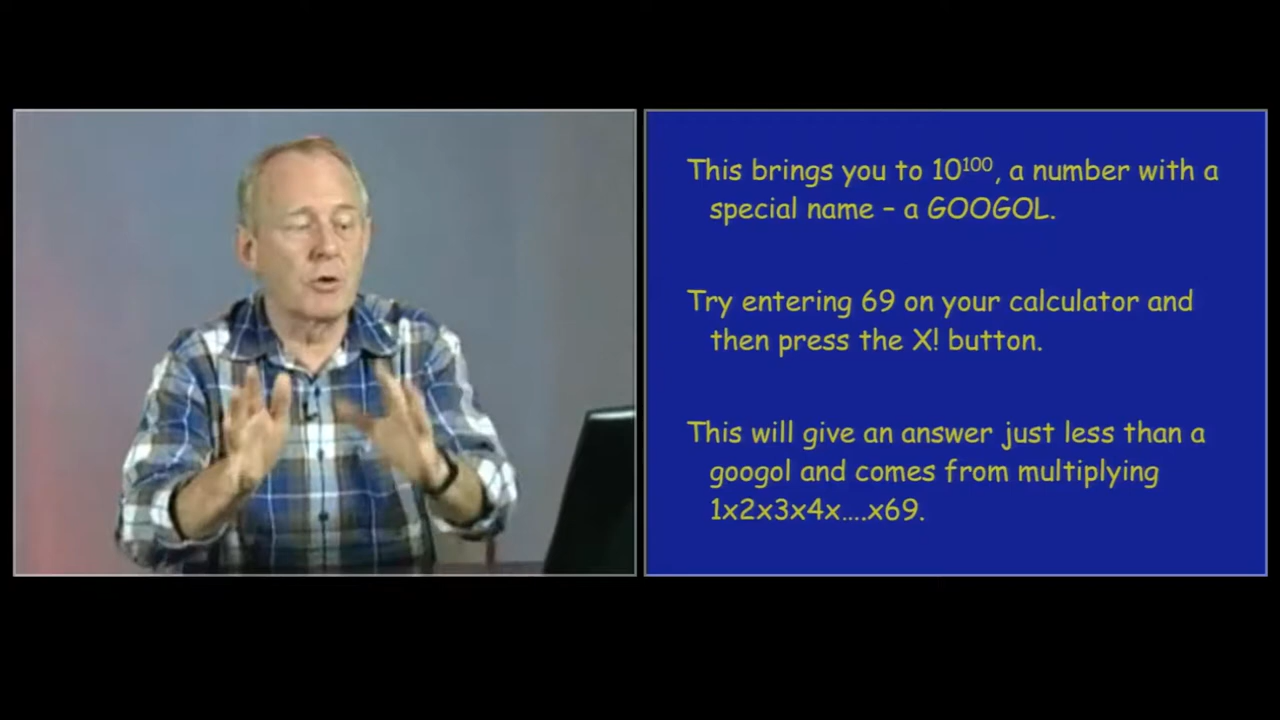 This brings you to 10¹⁰⁰, a number with a
special name – a GOOGOL.
Try entering 69 on your calculator and
then press the X! button.
This will give an answer just less than a
googol and comes from multiplying
1x2x3x4x....x69.